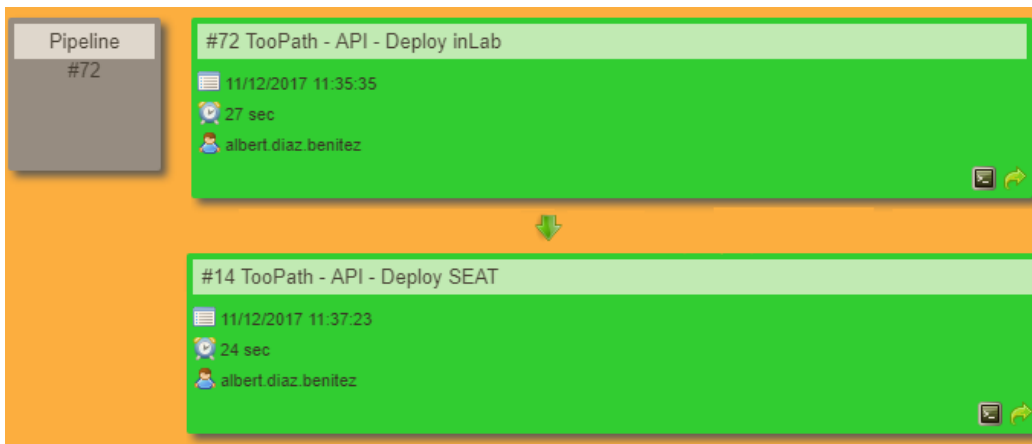 Pipeline
#72
#72 TooPath - API - Deploy inLab
11/12/2017 11:35:35
27 sec
albert.diaz.benitez
#14 TooPath - API - Deploy SEAT
11/12/2017 11:37:23
24 sec
albert.diaz.benitez